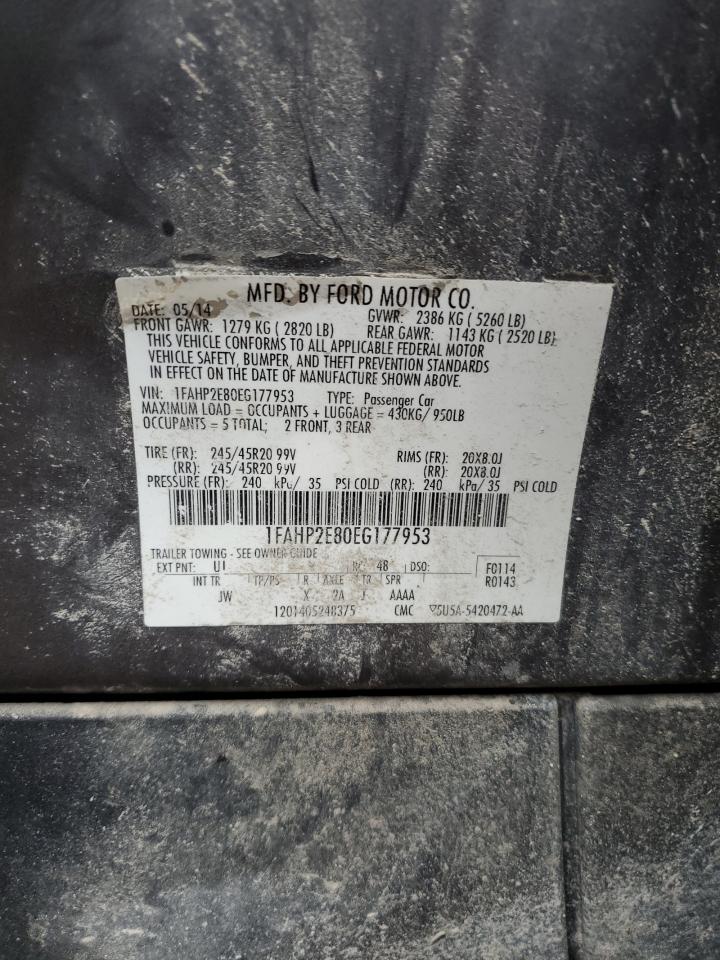 MFD. BY FORD MOTOR CO.
DATE: 05/14 GVWR: 2386 KG ( 5260 LB)
FRONT GAWR: 1279 KG ( 2820 LB) REAR GAWR: 1143 KG ( 2520 LB)
THIS VEHICLE CONFORMS TO ALL APPLICABLE FEDERAL MOTOR
VEHICLE SAFETY, BUMPER, AND THEFT PREVENTION STANDARDS
IN EFFECT ON THE DATE OF MANUFACTURE SHOWN ABOVE.
VIN: 1FAHP2E80EG177953 TYPE: Passenger Car
MAXIMUM LOAD = OCCUPANTS + LUGGAGE = 430KG/ 950LB
OCCUPANTS = 5 TOTAL; 2 FRONT, 3 REAR
TIRE (FR): 245/45R20 99V RIMS (FR): 20X8.0J
(RR): 245/45R20 99V (RR): 20X8.0J
PRESSURE (FR): 240 kPa/ 35 PSI COLD (RR): 240 kPa/ 35 PSI COLD
1FAHP2E80EG177953
TRAILER TOWING - SEE OWNER GUIDE
EXT PNT: UJ RC: 48 DSO: F0114
INT TR TP/PS R AXLE TR SPR R0143
JW X 2A J AAAA
1201405248375 CMC 5U5A-5420472-AA